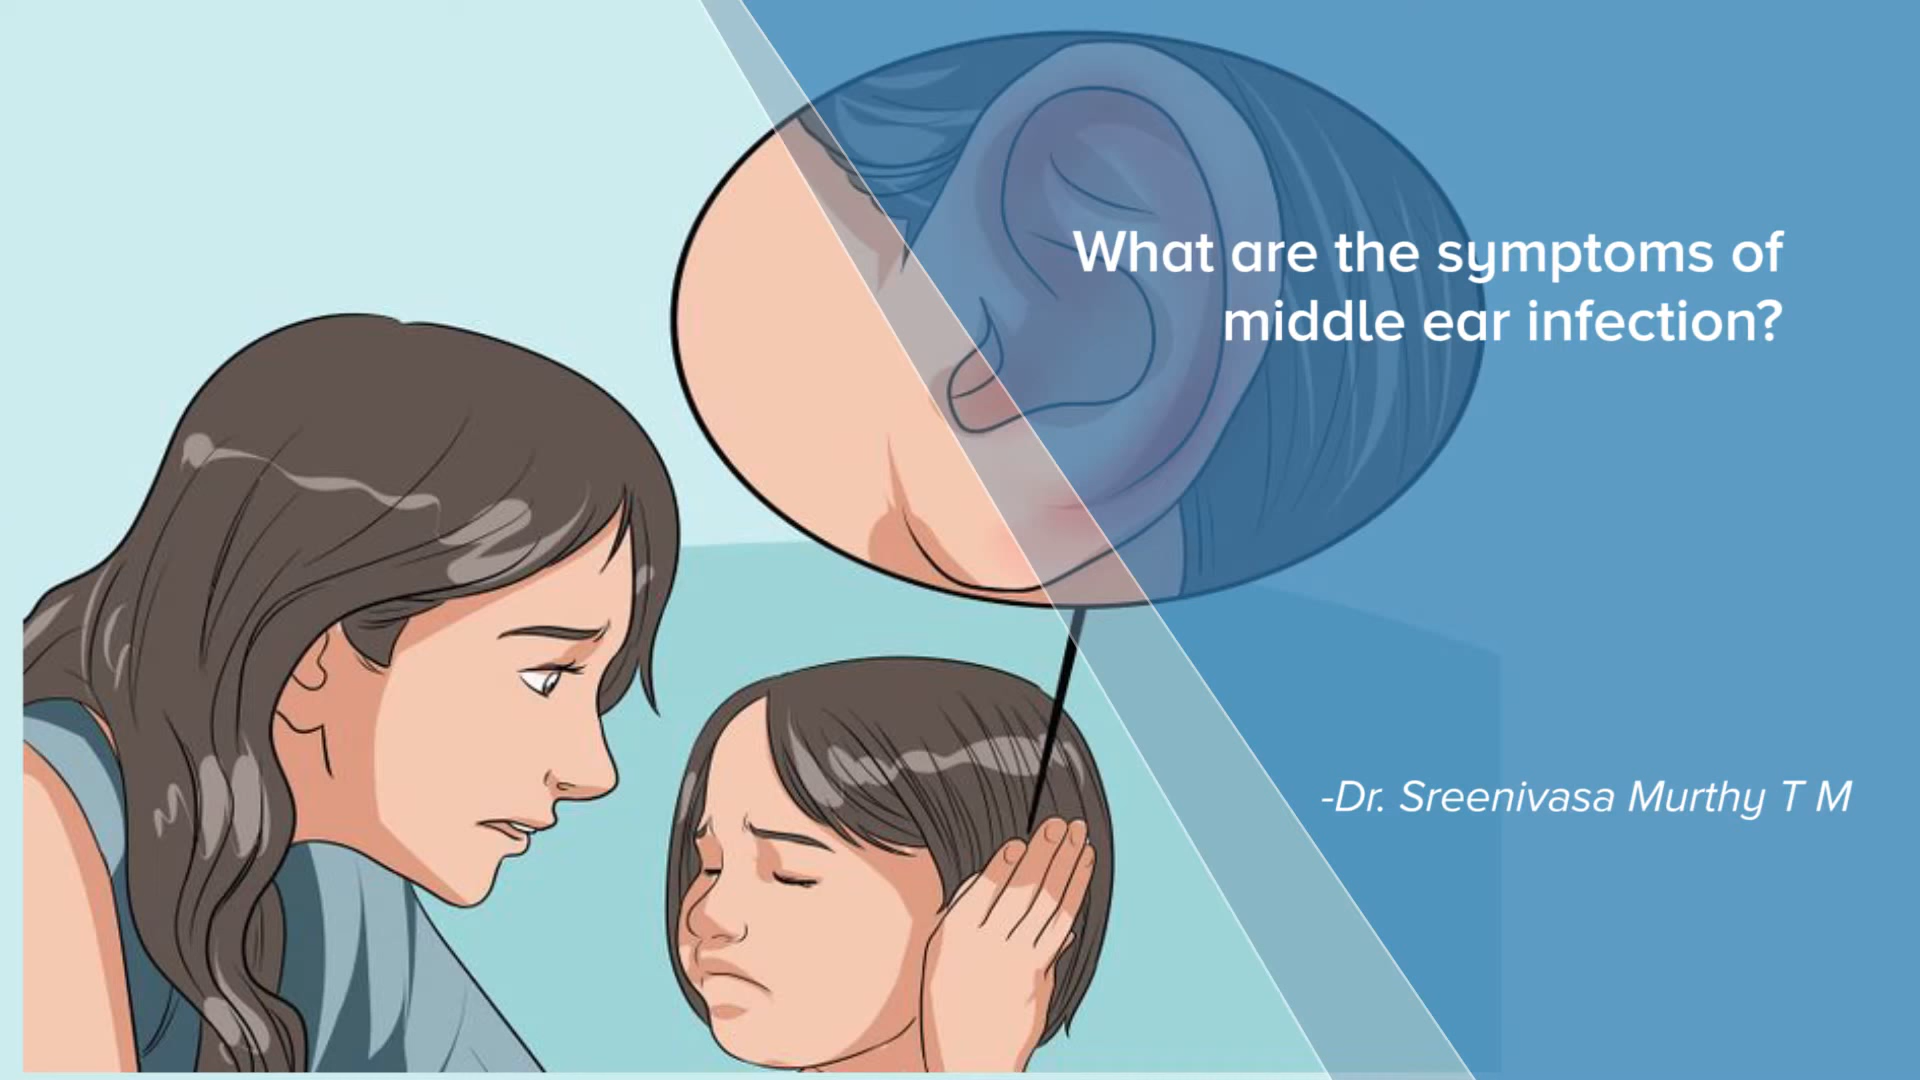 What are the symptoms of
middle ear infection?
-Dr. Sreenivasa Murthy T M